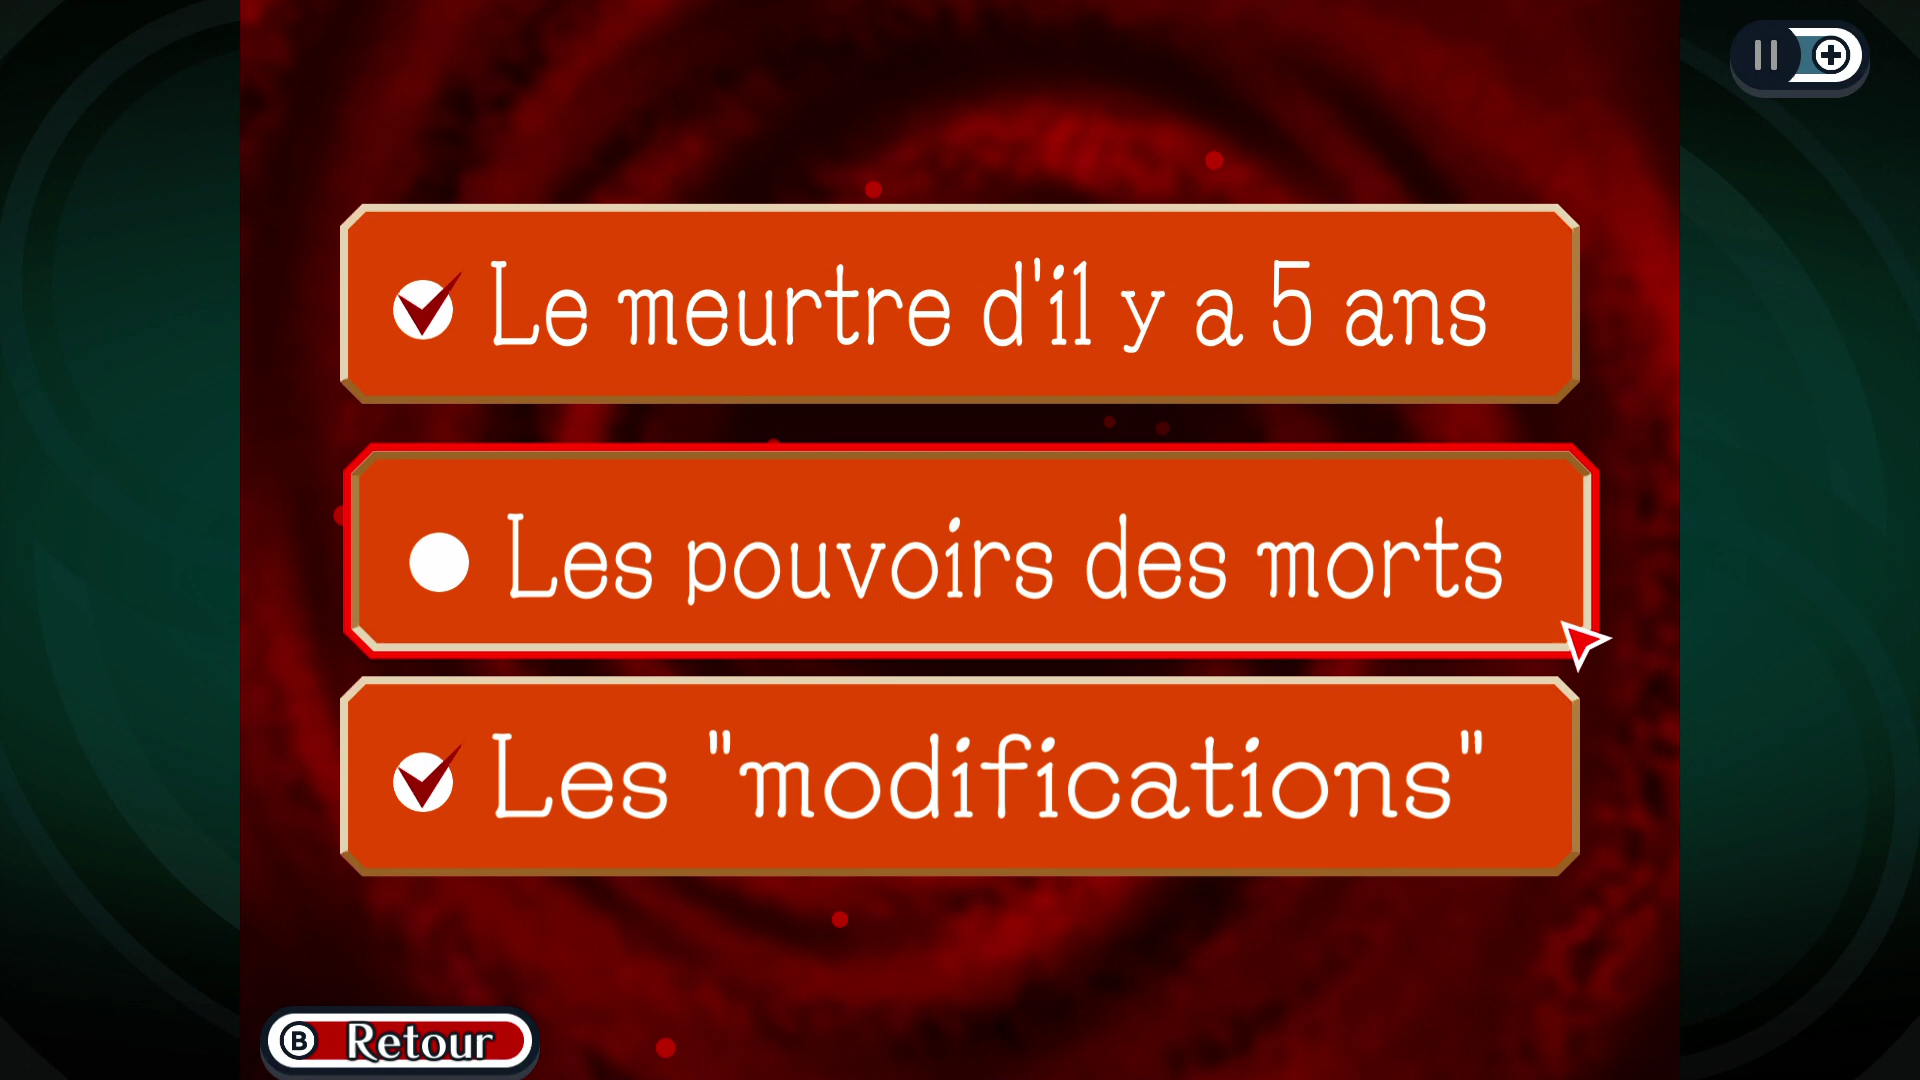 Le meurtre d'il y a 5 ans
Les pouvoirs des morts
Les "modifications"
B Retour